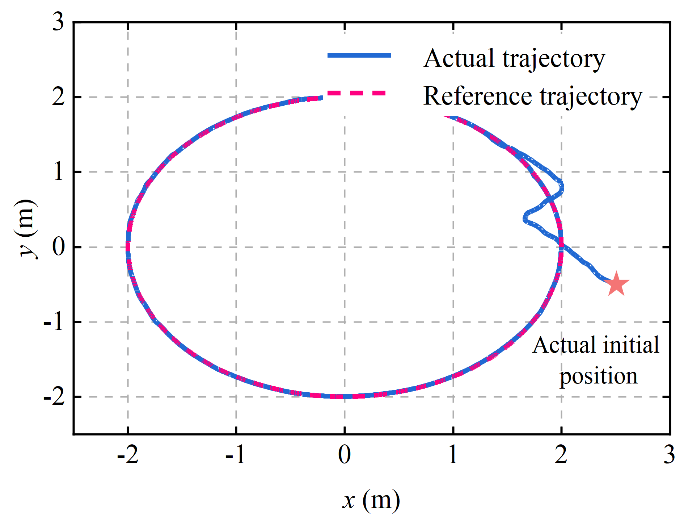 3
Actual trajectory
Reference trajectory
2
1
0
-1
-2
y (m)
Actual initial
position
-2
-1
0
1
2
3
x (m)